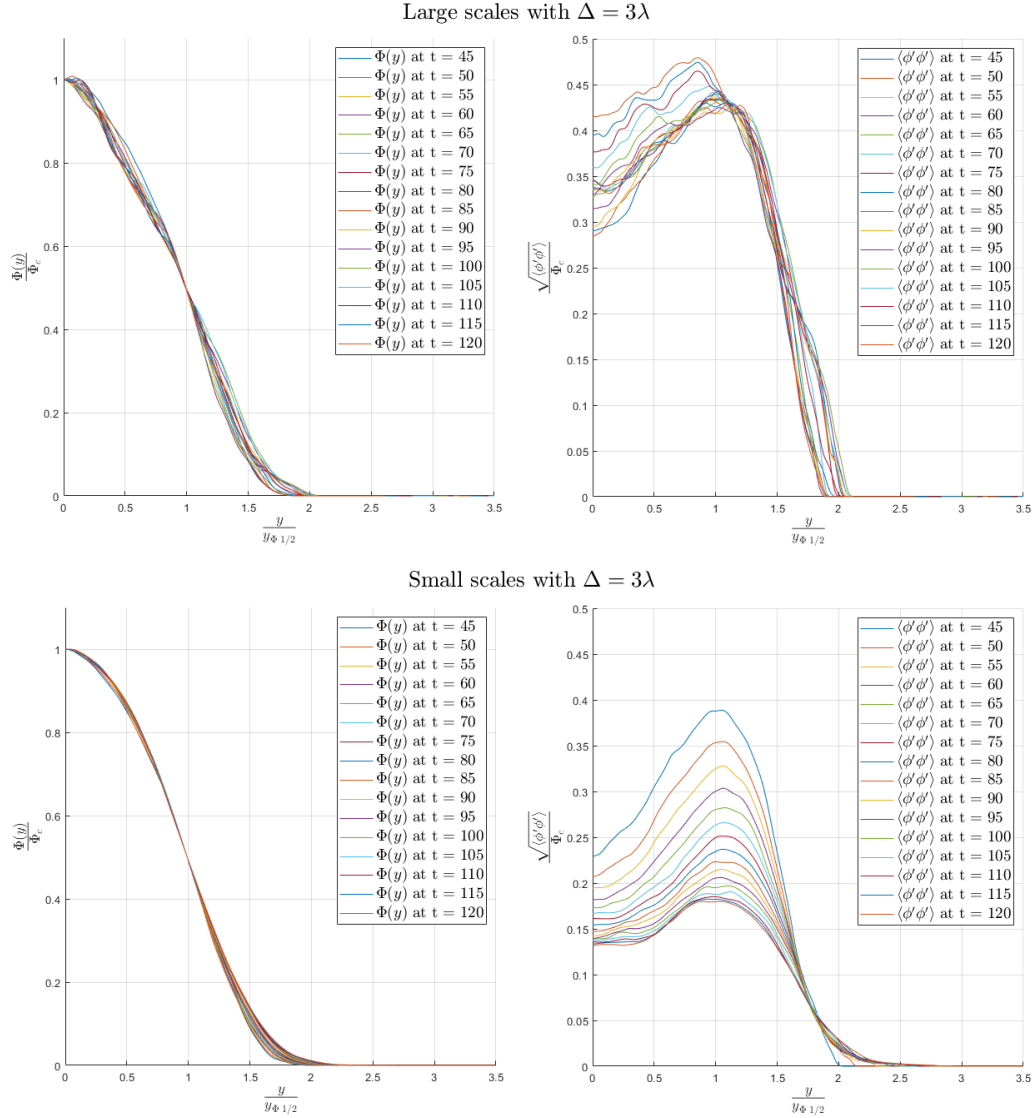 Large scales with Δ = 3λ
Φ(y)/Φ_c
1
0.8
0.6
0.4
0.2
0
0 0.5 1 1.5 2 2.5 3 3.5
y/y_{Φ 1/2}
Φ(y) at t = 45
Φ(y) at t = 50
Φ(y) at t = 55
Φ(y) at t = 60
Φ(y) at t = 65
Φ(y) at t = 70
Φ(y) at t = 75
Φ(y) at t = 80
Φ(y) at t = 85
Φ(y) at t = 90
Φ(y) at t = 95
Φ(y) at t = 100
Φ(y) at t = 105
Φ(y) at t = 110
Φ(y) at t = 115
Φ(y) at t = 120
√⟨ϕ′ϕ′⟩/Φ_c
0.5
0.45
0.4
0.35
0.3
0.25
0.2
0.15
0.1
0.05
0
0 0.5 1 1.5 2 2.5 3 3.5
y/y_{Φ 1/2}
⟨ϕ′ϕ′⟩ at t = 45
⟨ϕ′ϕ′⟩ at t = 50
⟨ϕ′ϕ′⟩ at t = 55
⟨ϕ′ϕ′⟩ at t = 60
⟨ϕ′ϕ′⟩ at t = 65
⟨ϕ′ϕ′⟩ at t = 70
⟨ϕ′ϕ′⟩ at t = 75
⟨ϕ′ϕ′⟩ at t = 80
⟨ϕ′ϕ′⟩ at t = 85
⟨ϕ′ϕ′⟩ at t = 90
⟨ϕ′ϕ′⟩ at t = 95
⟨ϕ′ϕ′⟩ at t = 100
⟨ϕ′ϕ′⟩ at t = 105
⟨ϕ′ϕ′⟩ at t = 110
⟨ϕ′ϕ′⟩ at t = 115
⟨ϕ′ϕ′⟩ at t = 120
Small scales with Δ = 3λ
Φ(y)/Φ_c
1
0.8
0.6
0.4
0.2
0
0 0.5 1 1.5 2 2.5 3 3.5
y/y_{Φ 1/2}
Φ(y) at t = 45
Φ(y) at t = 50
Φ(y) at t = 55
Φ(y) at t = 60
Φ(y) at t = 65
Φ(y) at t = 70
Φ(y) at t = 75
Φ(y) at t = 80
Φ(y) at t = 85
Φ(y) at t = 90
Φ(y) at t = 95
Φ(y) at t = 100
Φ(y) at t = 105
Φ(y) at t = 110
Φ(y) at t = 115
Φ(y) at t = 120
√⟨ϕ′ϕ′⟩/Φ_c
0.5
0.45
0.4
0.35
0.3
0.25
0.2
0.15
0.1
0.05
0
0 0.5 1 1.5 2 2.5 3 3.5
y/y_{Φ 1/2}
⟨ϕ′ϕ′⟩ at t = 45
⟨ϕ′ϕ′⟩ at t = 50
⟨ϕ′ϕ′⟩ at t = 55
⟨ϕ′ϕ′⟩ at t = 60
⟨ϕ′ϕ′⟩ at t = 65
⟨ϕ′ϕ′⟩ at t = 70
⟨ϕ′ϕ′⟩ at t = 75
⟨ϕ′ϕ′⟩ at t = 80
⟨ϕ′ϕ′⟩ at t = 85
⟨ϕ′ϕ′⟩ at t = 90
⟨ϕ′ϕ′⟩ at t = 95
⟨ϕ′ϕ′⟩ at t = 100
⟨ϕ′ϕ′⟩ at t = 105
⟨ϕ′ϕ′⟩ at t = 110
⟨ϕ′ϕ′⟩ at t = 115
⟨ϕ′ϕ′⟩ at t = 120